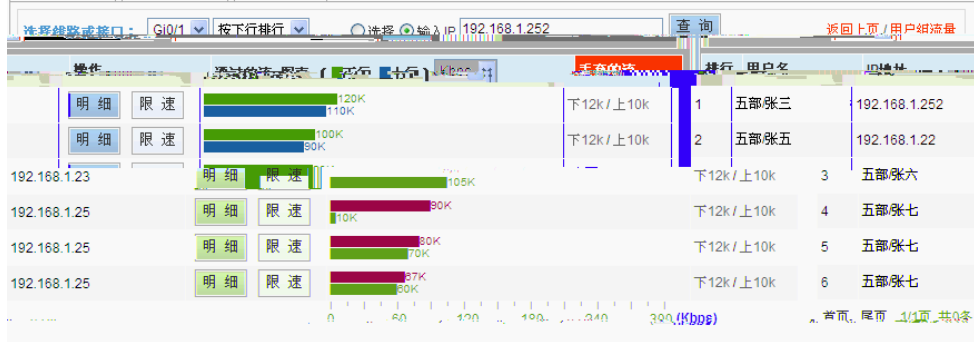 选择线路或接口： Gi0/1 按下行排行 选择 输入IP 192.168.1.252 查 询 返回上页 / 用户组流量
操作 Kbps 丢弃的流 排行 用户名 IP地址
明 细 限 速 120K 110K 下12k / 上10k 1 五部/张三 192.168.1.252
明 细 限 速 100K 90K 下12k / 上10k 2 五部/张五 192.168.1.22
192.168.1.23 明 细 限 速 105K 下12k / 上10k 3 五部/张六
192.168.1.25 明 细 限 速 90K 10K 下12k / 上10k 4 五部/张七
192.168.1.25 明 细 限 速 80K 70K 下12k / 上10k 5 五部/张七
192.168.1.25 明 细 限 速 67K 60K 下12k / 上10k 6 五部/张七
0 60 120 180 240 300 (Kbps) 首页 尾页 1/1页 共0条